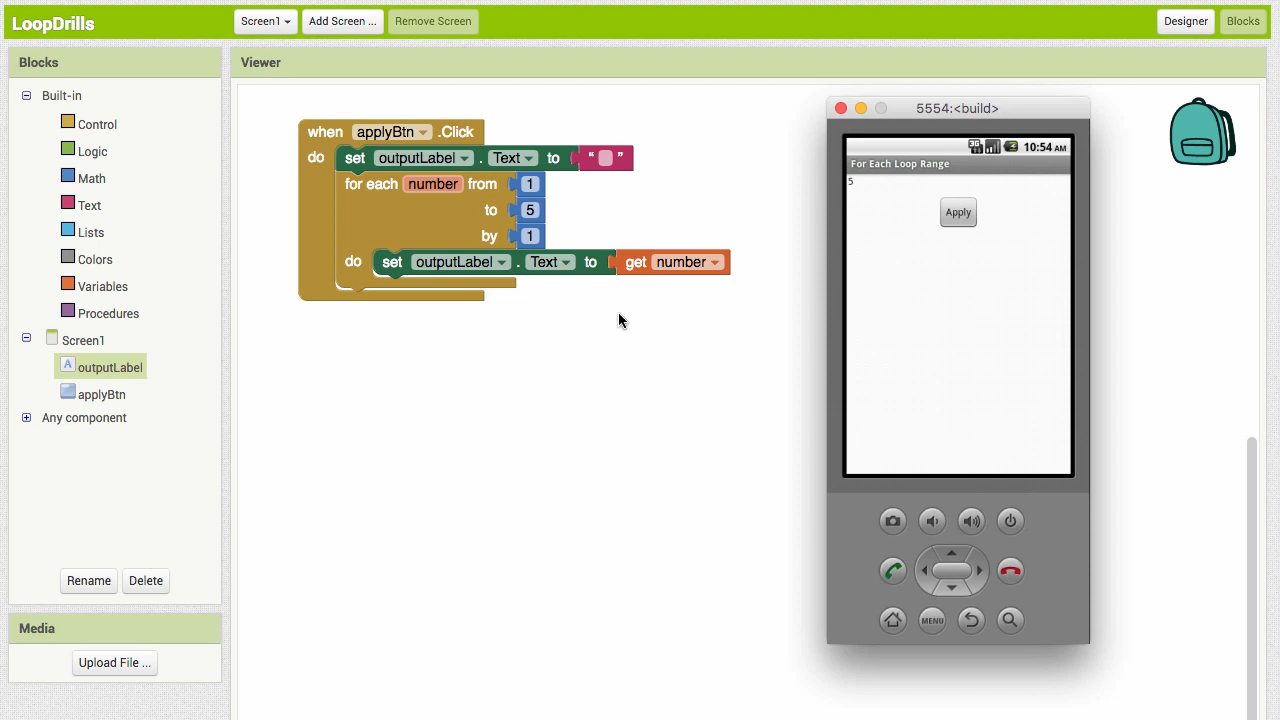 LoopDrills
Screen1 Add Screen ... Remove Screen Designer Blocks
Blocks
Built-in
Control
Logic
Math
Text
Lists
Colors
Variables
Procedures
Screen1
outputLabel
applyBtn
Any component
Rename Delete
Media
Upload File ...
Viewer
when applyBtn .Click
do set outputLabel . Text to “ ”
for each number from 1
to 5
by 1
do set outputLabel . Text to get number
5554:<build>
3G 10:54 AM
For Each Loop Range
5
Apply
MENU